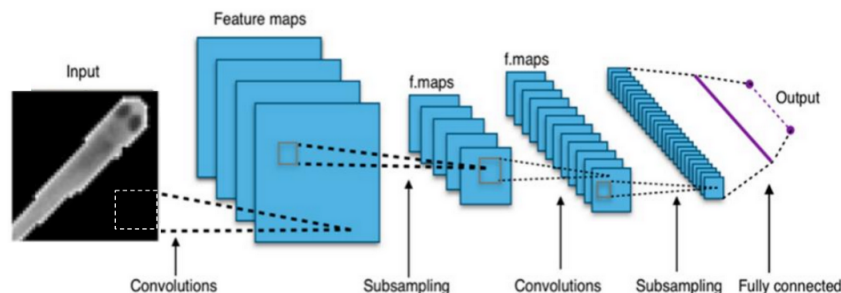 Feature maps
Input
f.maps
f.maps
Output
Convolutions
Subsampling
Convolutions
Subsampling
Fully connected